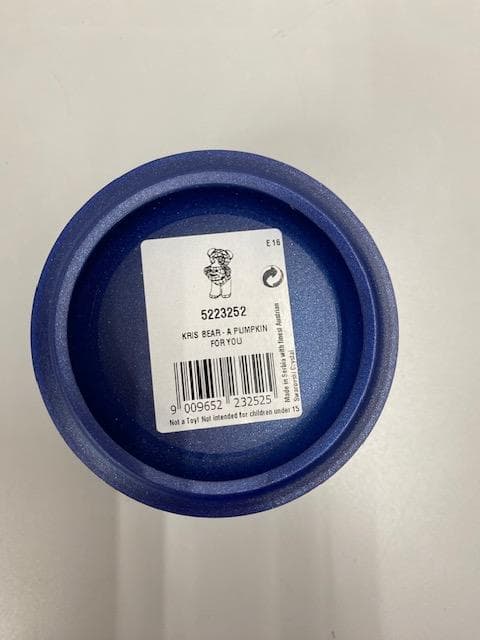 E 16
5223252
KRIS BEAR - A PUMPKIN
FOR YOU
9 009652 232525
Not a Toy! Not intended for children under 15
Made in Serbia with finest Austrian
Swarovski Crystal